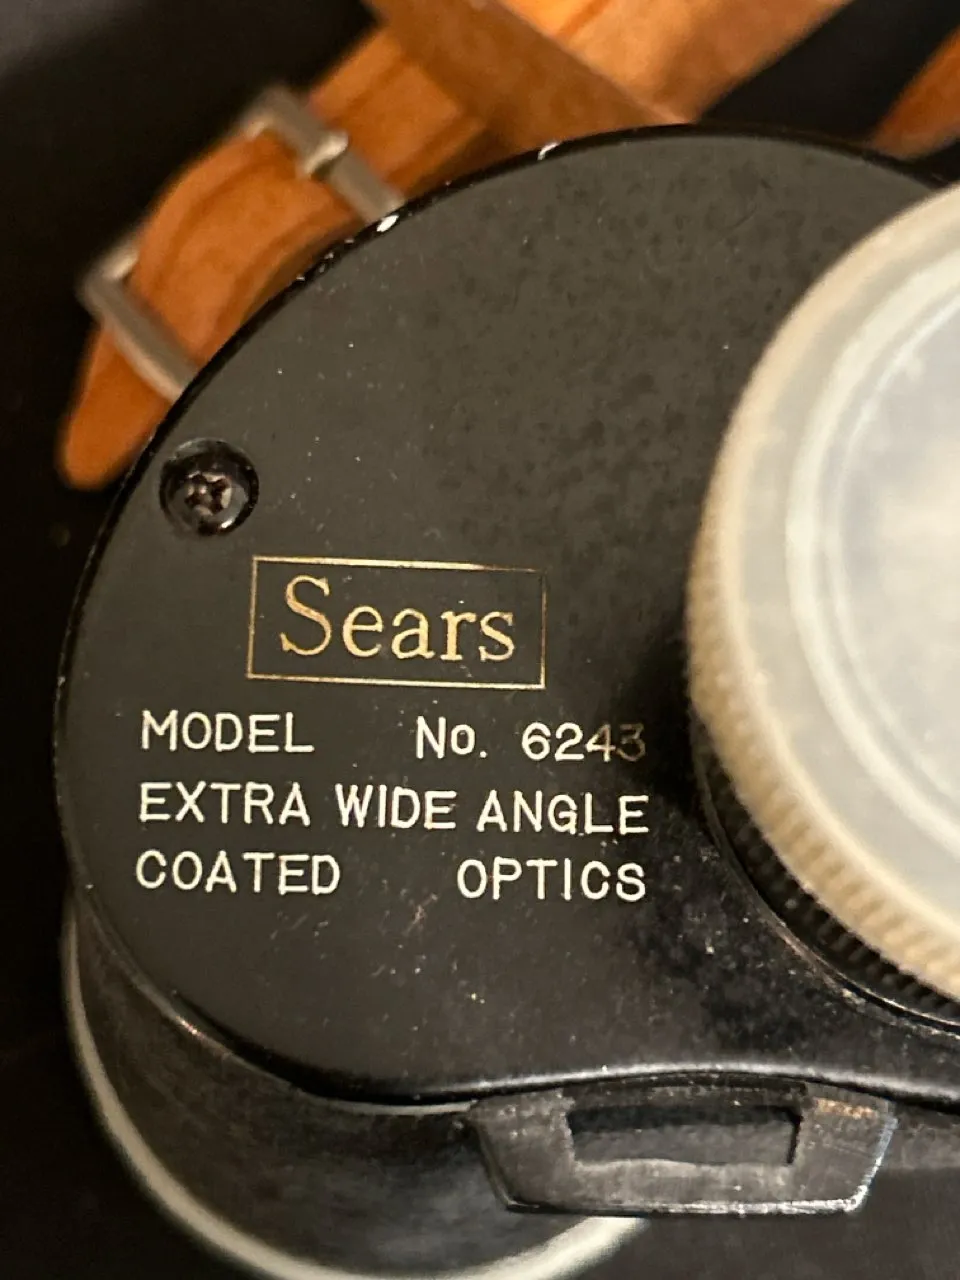 Sears
MODEL No. 6243
EXTRA WIDE ANGLE
COATED OPTICS